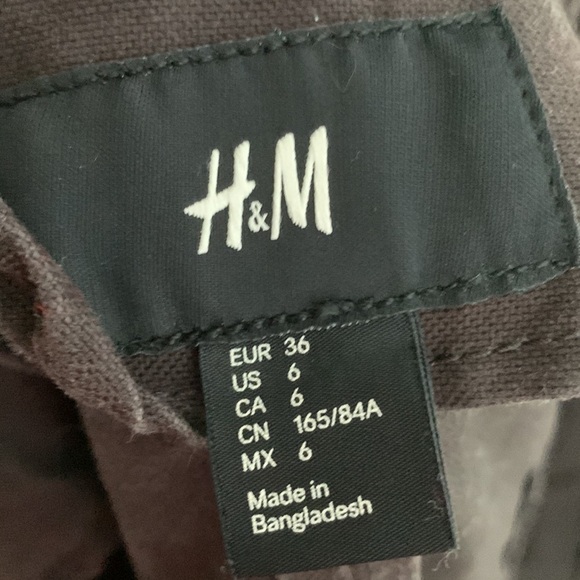 H&M
EUR 36
US 6
CA 6
CN 165/84A
MX 6
Made in
Bangladesh